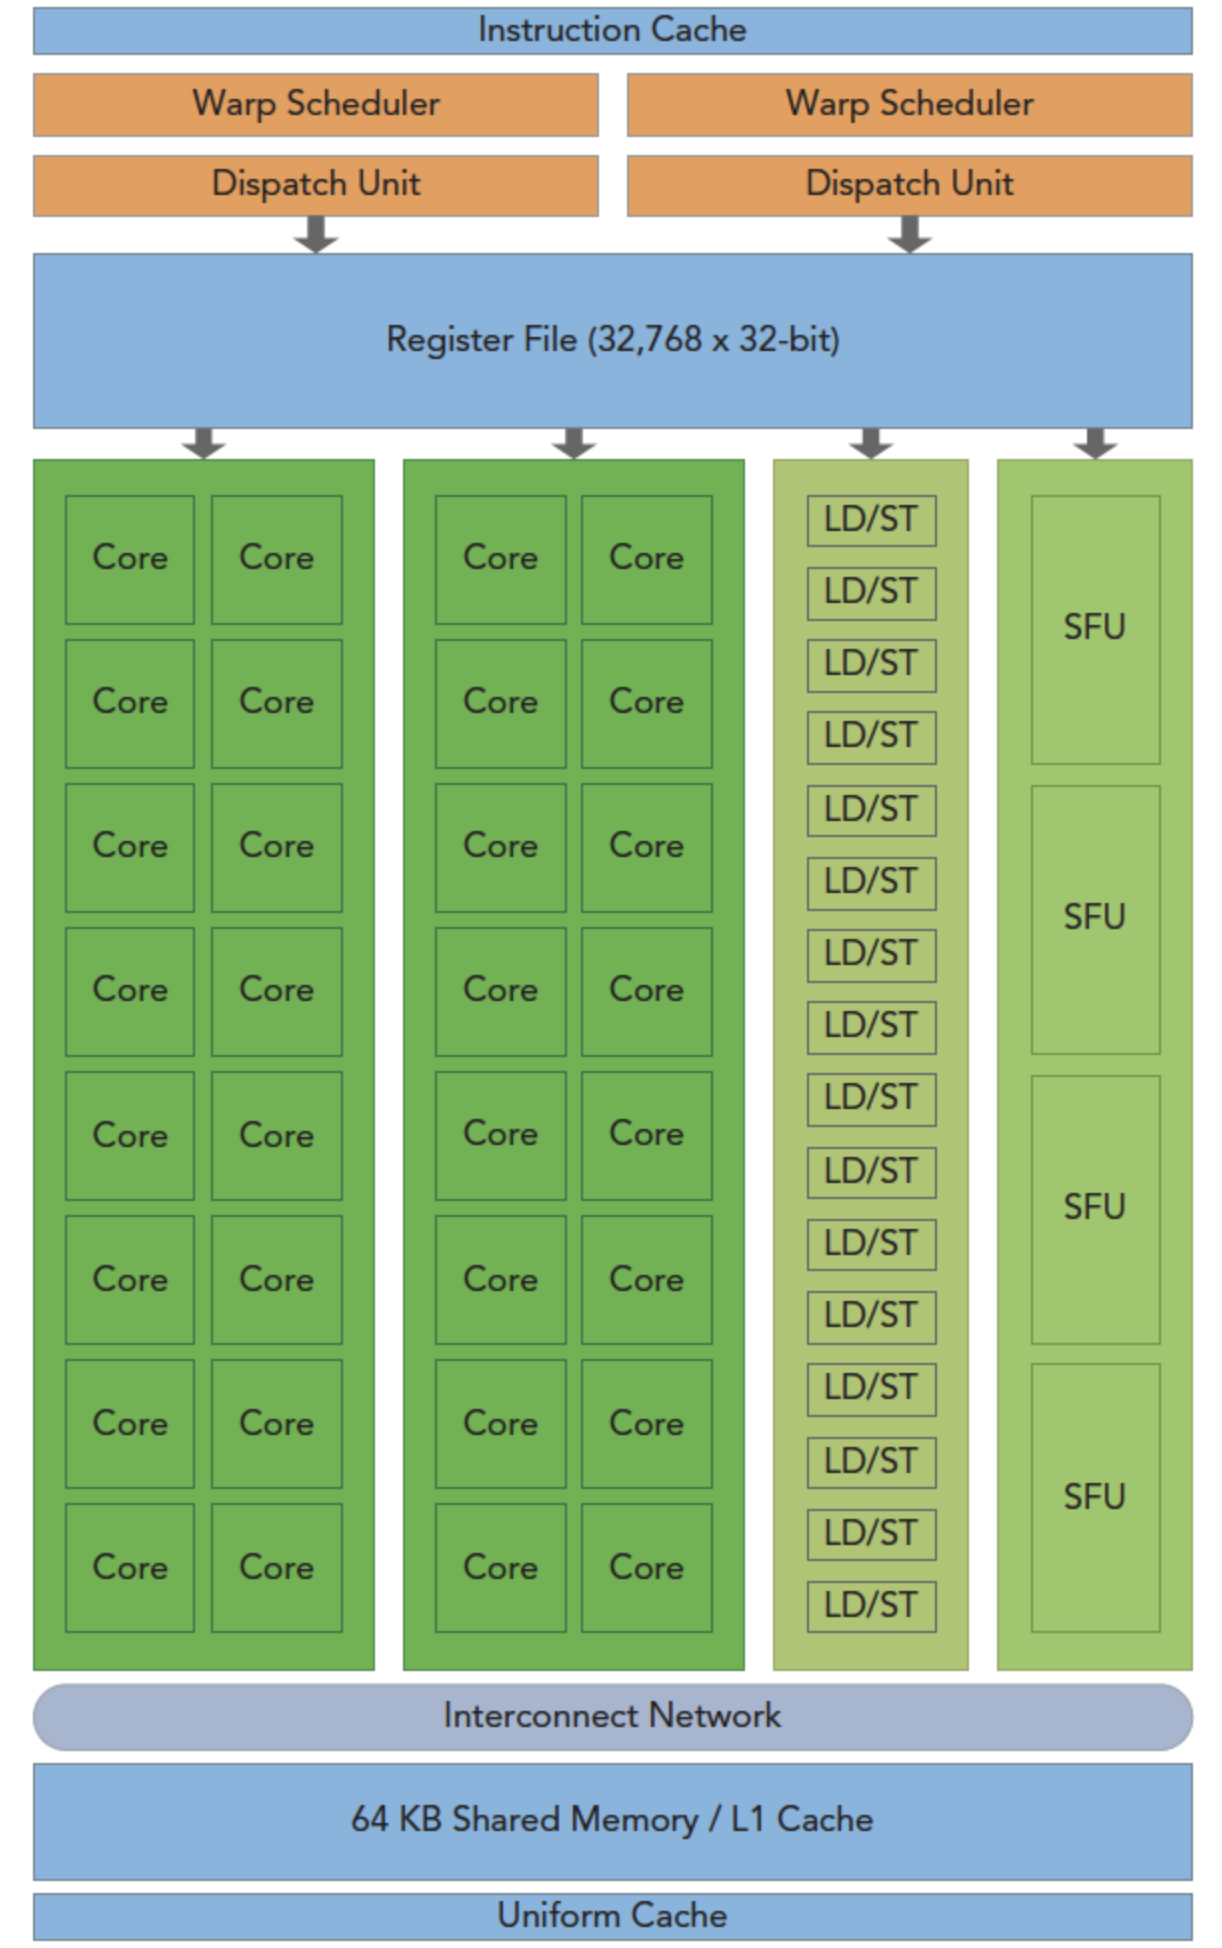 Instruction Cache
Warp Scheduler Warp Scheduler
Dispatch Unit Dispatch Unit
Register File (32,768 x 32-bit)
Core Core Core Core LD/ST
LD/ST
SFU
Core Core Core Core LD/ST
LD/ST
Core Core Core Core LD/ST
LD/ST
SFU
Core Core Core Core LD/ST
LD/ST
Core Core Core Core LD/ST
LD/ST
SFU
Core Core Core Core LD/ST
LD/ST
Core Core Core Core LD/ST
LD/ST
SFU
Core Core Core Core LD/ST
LD/ST
Interconnect Network
64 KB Shared Memory / L1 Cache
Uniform Cache